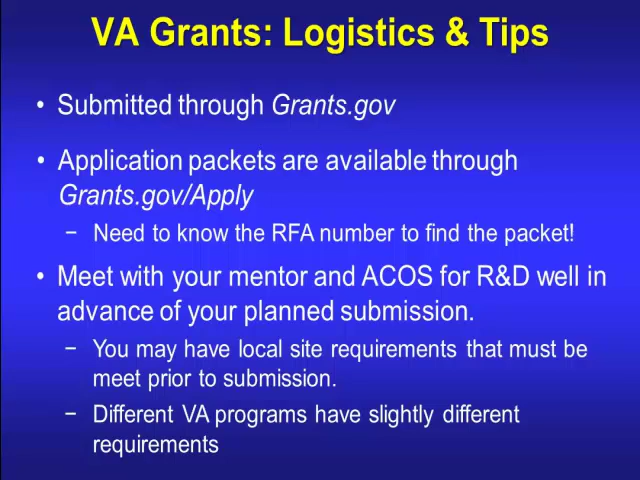 VA Grants: Logistics & Tips
• Submitted through Grants.gov
• Application packets are available through
Grants.gov/Apply
− Need to know the RFA number to find the packet!
• Meet with your mentor and ACOS for R&D well in
advance of your planned submission.
− You may have local site requirements that must be
meet prior to submission.
− Different VA programs have slightly different
requirements